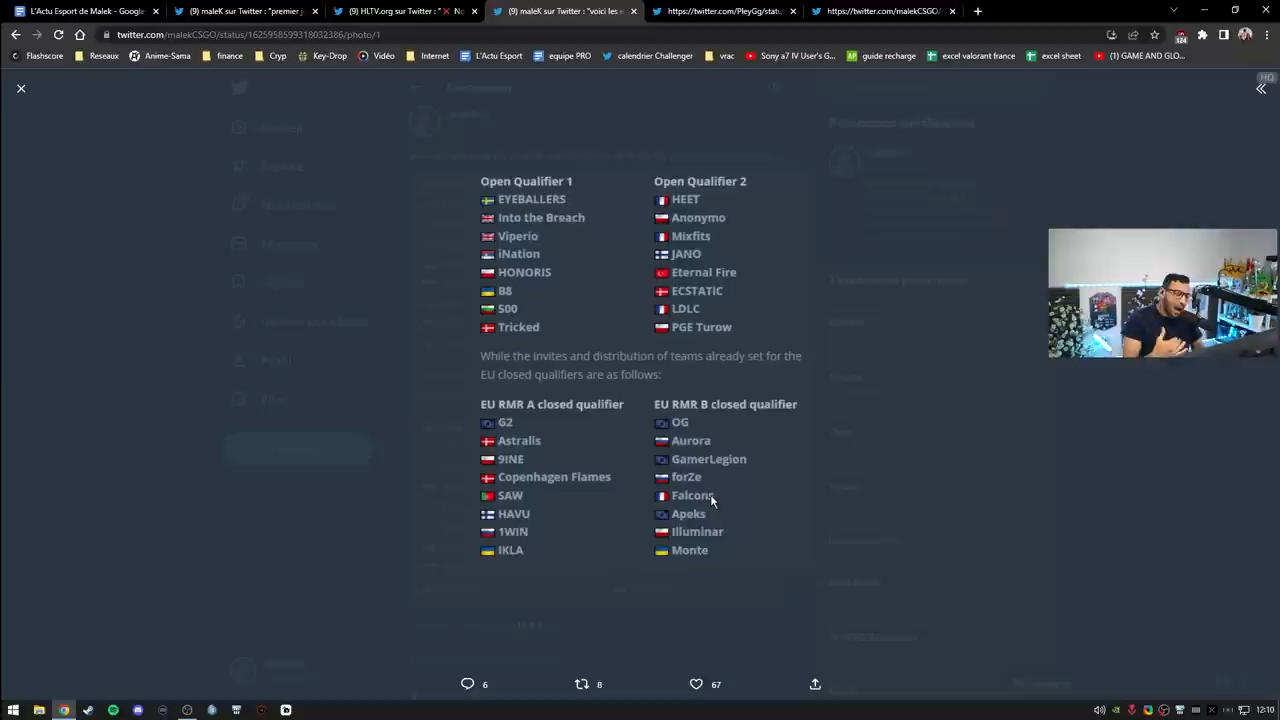 L'Actu Esport de Malek - Google
(9) maleK sur Twitter : "premier j
(9) HLTV.org sur Twitter : "❌ No
(9) maleK sur Twitter : "voici les
https://twitter.com/PleyGg/statu
https://twitter.com/malekCSGO/
twitter.com/malekCSGO/status/1625958599318032386/photo/1
124
Flashscore
Reseaux
Anime-Sama
finance
Cryp
Key-Drop
Vidéo
Internet
L'Actu Esport
equipe PRO
calendrier Challenger
vrac
Sony a7 IV User's G...
guide recharge
excel valorant france
excel sheet
(1) GAME AND GLO...
HQ
Open Qualifier 1
EYEBALLERS
Into the Breach
Viperio
iNation
HONORIS
B8
500
Tricked
Open Qualifier 2
HEET
Anonymo
Mixfits
JANO
Eternal Fire
ECSTATIC
LDLC
PGE Turow
While the invites and distribution of teams already set for the
EU closed qualifiers are as follows:
EU RMR A closed qualifier
G2
Astralis
9INE
Copenhagen Flames
SAW
HAVU
1WIN
IKLA
EU RMR B closed qualifier
OG
Aurora
GamerLegion
forZe
Falcons
Apeks
Illuminar
Monte
6
8
67
12:10